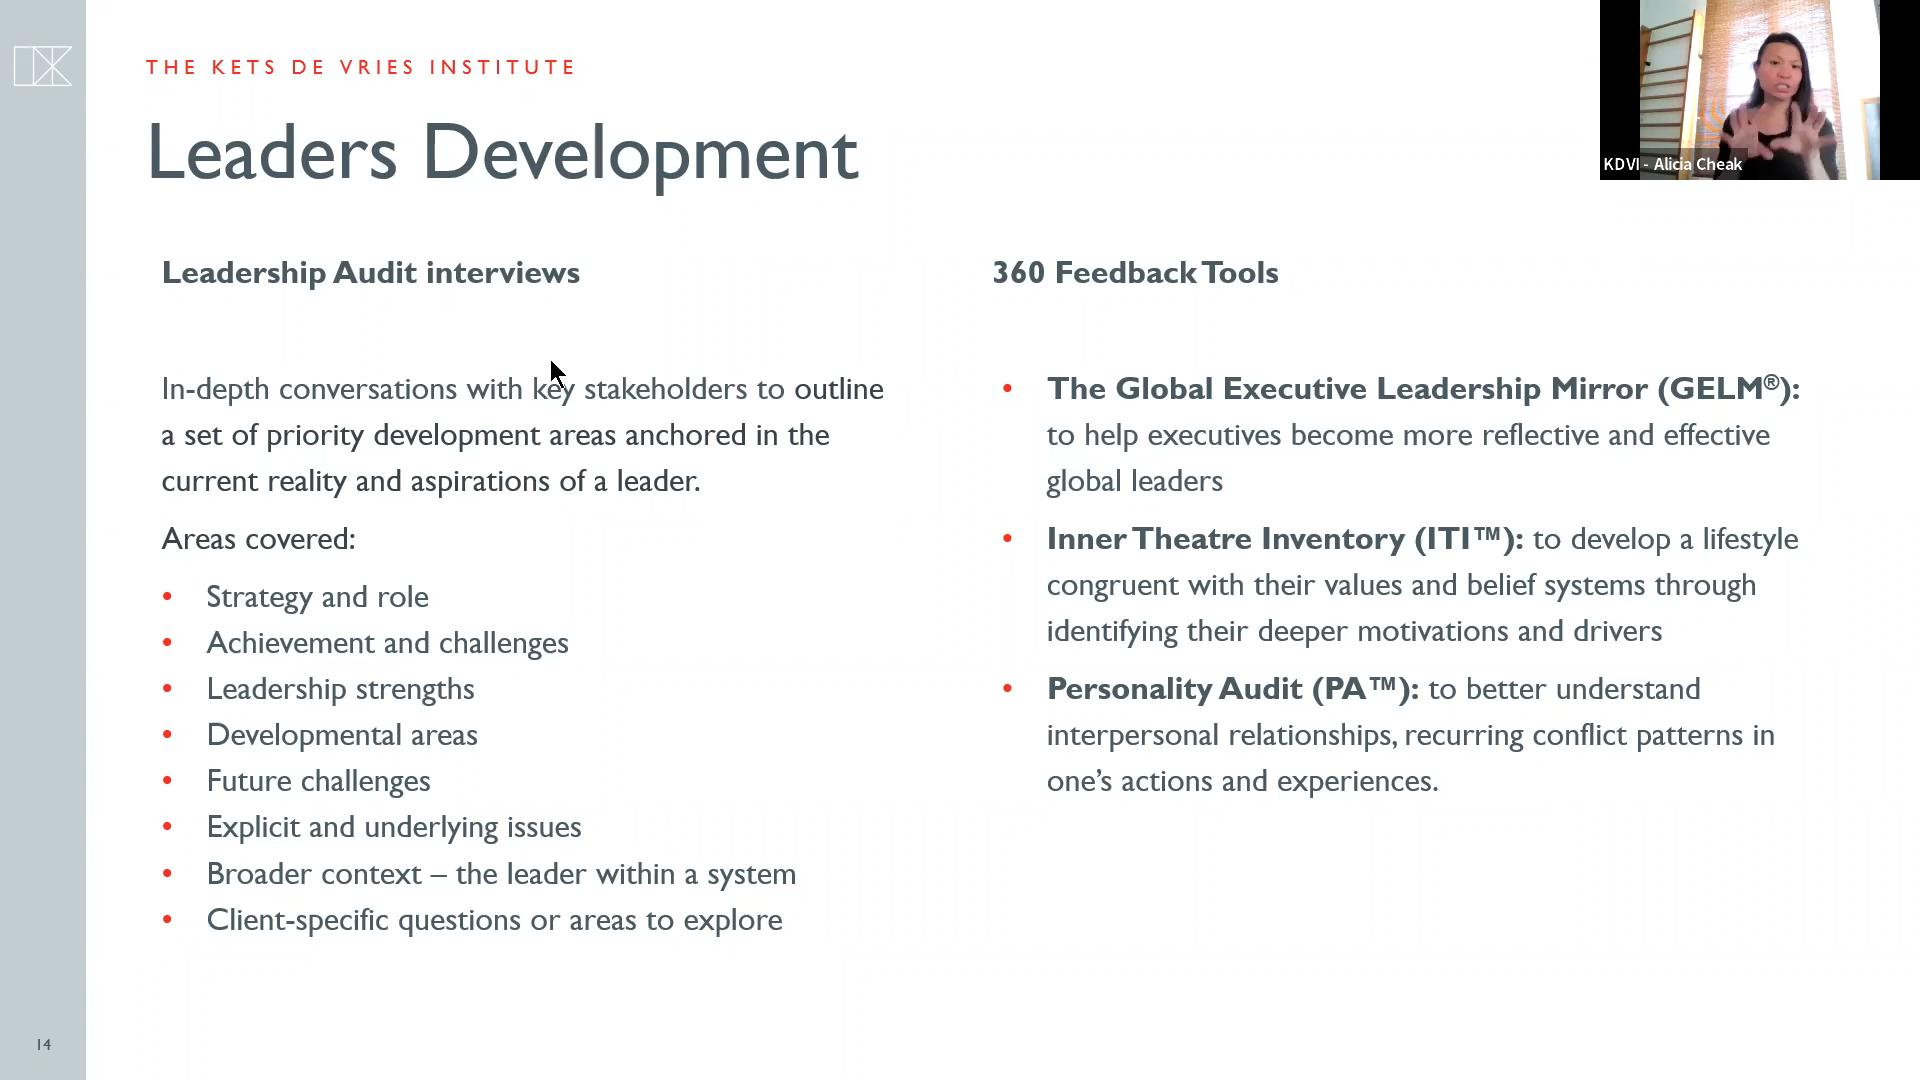 THE KETS DE VRIES INSTITUTE
Leaders Development
KDVI - Alicia Cheak
Leadership Audit interviews
In-depth conversations with key stakeholders to outline
a set of priority development areas anchored in the
current reality and aspirations of a leader.
Areas covered:
• Strategy and role
• Achievement and challenges
• Leadership strengths
• Developmental areas
• Future challenges
• Explicit and underlying issues
• Broader context – the leader within a system
• Client-specific questions or areas to explore
360 Feedback Tools
• The Global Executive Leadership Mirror (GELM®):
to help executives become more reflective and effective
global leaders
• Inner Theatre Inventory (ITI™): to develop a lifestyle
congruent with their values and belief systems through
identifying their deeper motivations and drivers
• Personality Audit (PA™): to better understand
interpersonal relationships, recurring conflict patterns in
one’s actions and experiences.
14